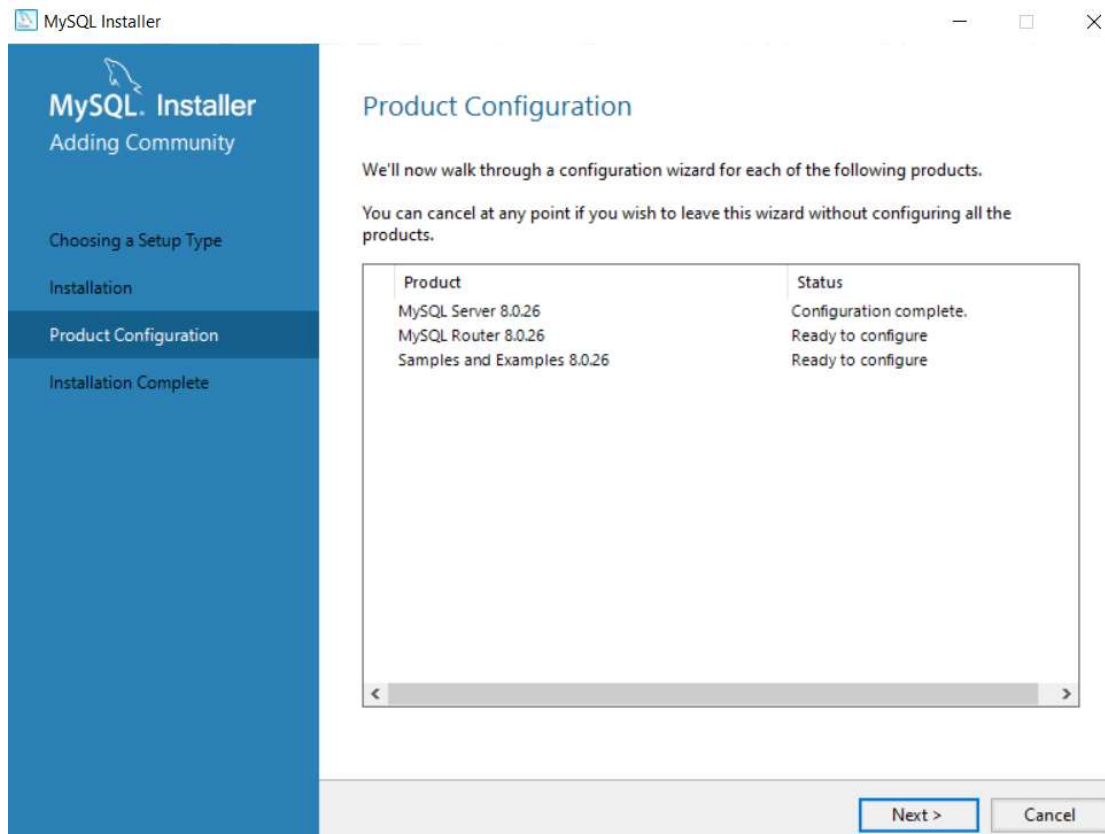 MySQL Installer
MySQL. Installer
Adding Community
Choosing a Setup Type
Installation
Product Configuration
Installation Complete
Product Configuration
We'll now walk through a configuration wizard for each of the following products.
You can cancel at any point if you wish to leave this wizard without configuring all the
products.
Product Status
MySQL Server 8.0.26 Configuration complete.
MySQL Router 8.0.26 Ready to configure
Samples and Examples 8.0.26 Ready to configure
Next > Cancel